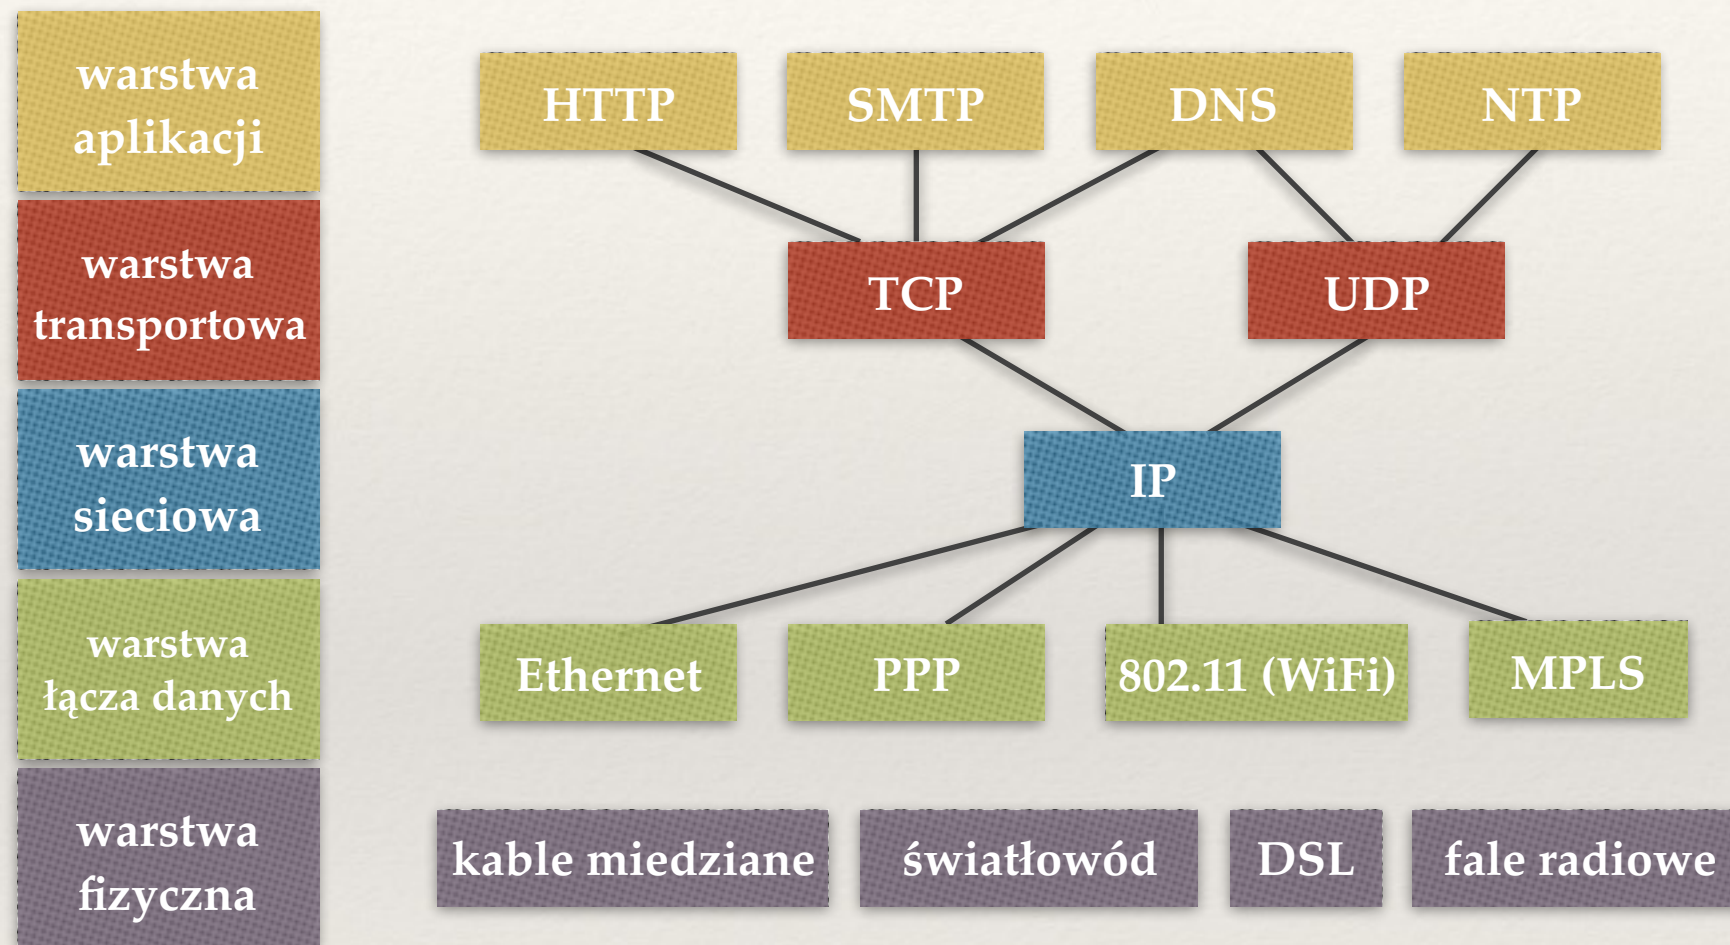 warstwa
aplikacji
HTTP
SMTP
DNS
NTP
warstwa
transportowa
TCP
UDP
warstwa
sieciowa
IP
warstwa
łącza danych
Ethernet
PPP
802.11 (WiFi)
MPLS
warstwa
fizyczna
kable miedziane
światłowód
DSL
fale radiowe